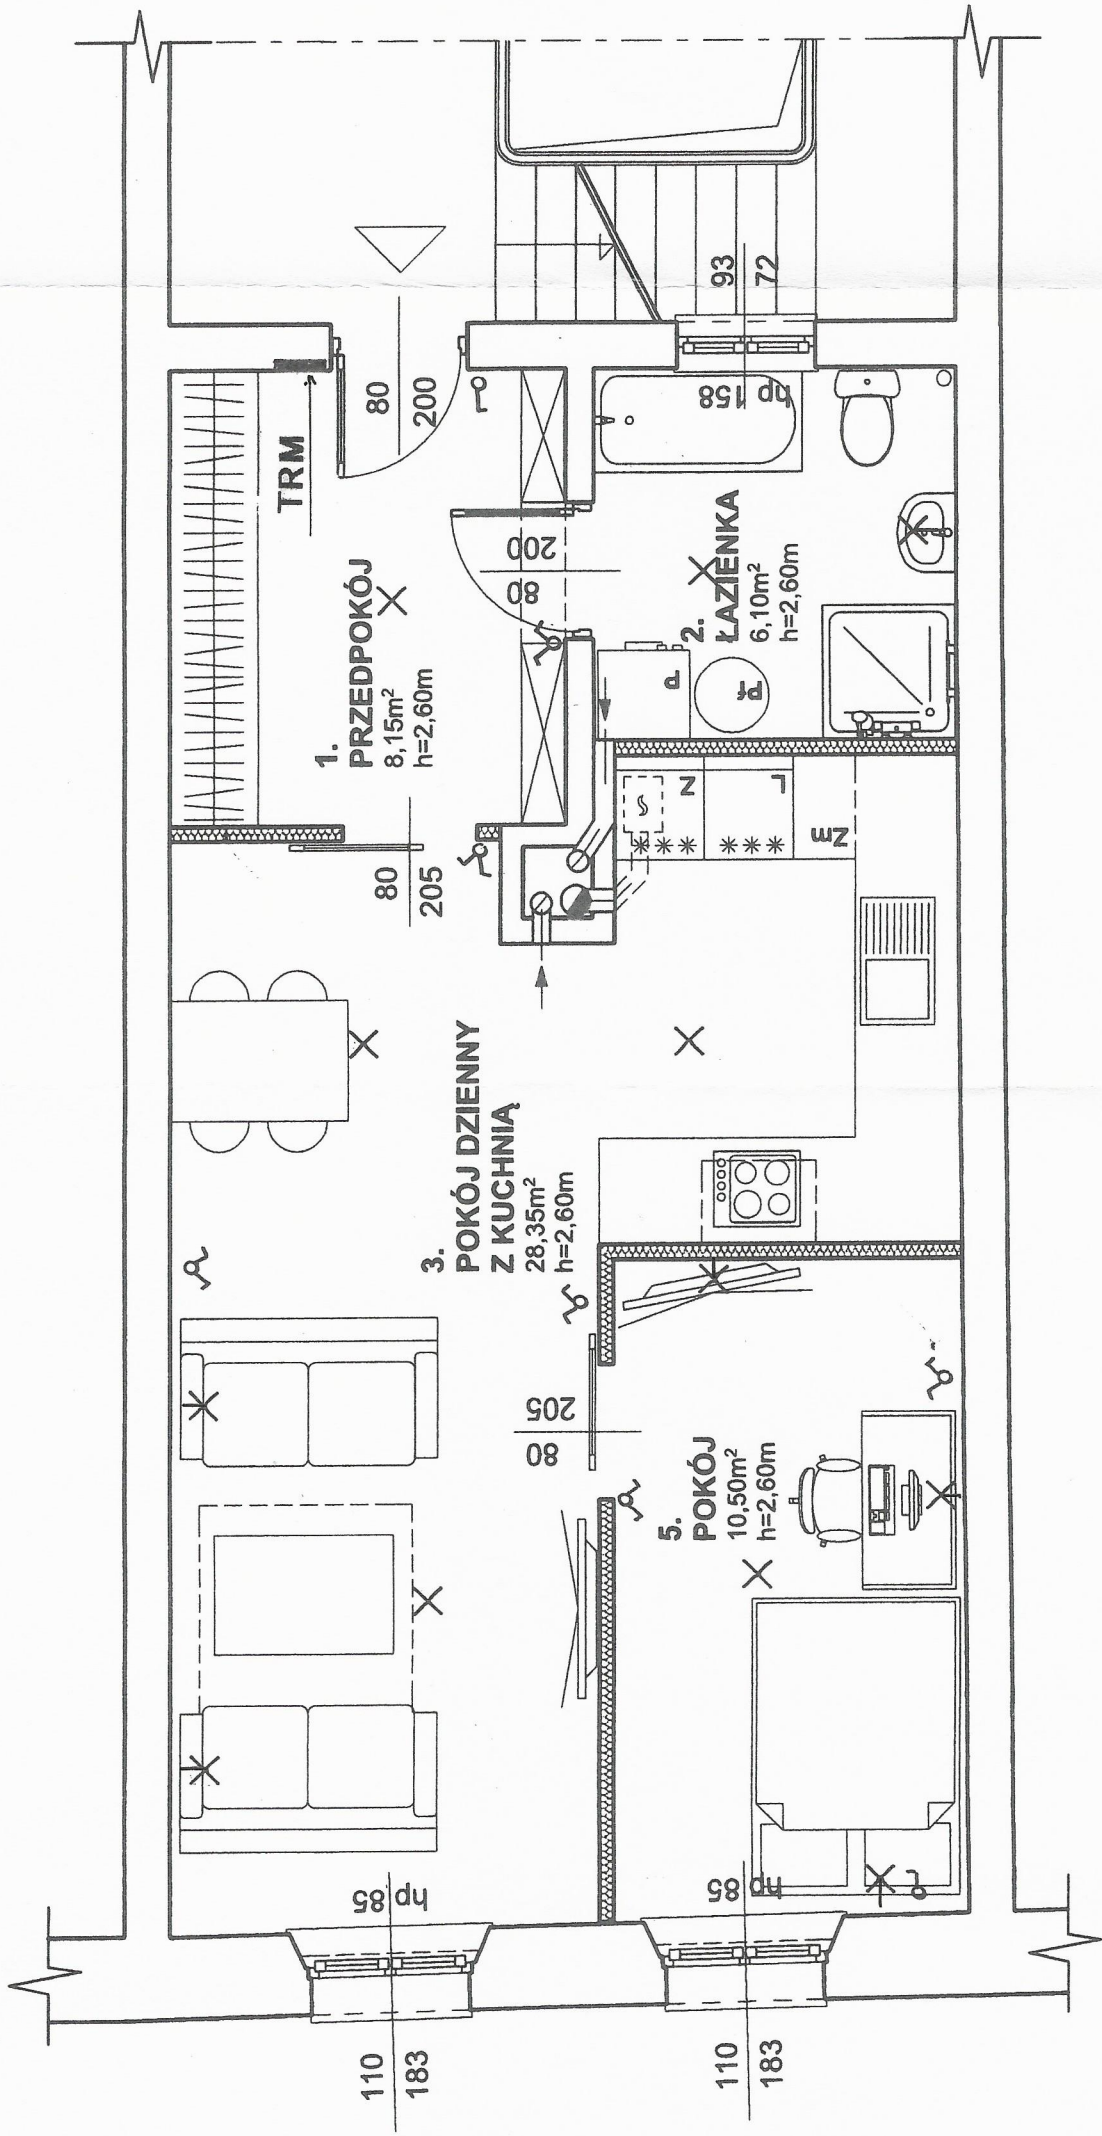 TRM
80
200
1.
PRZEDPOKÓJ
8,15m²
h=2,60m
80
200
93
72
hp 158
2.
ŁAZIENKA
6,10m²
h=2,60m
P
pt
80
205
N
L
Zm
3.
POKÓJ DZIENNY
Z KUCHNIĄ
28,35m²
h=2,60m
80
205
5.
POKÓJ
10,50m²
h=2,60m
hp
85
hp
85
110
183
110
183